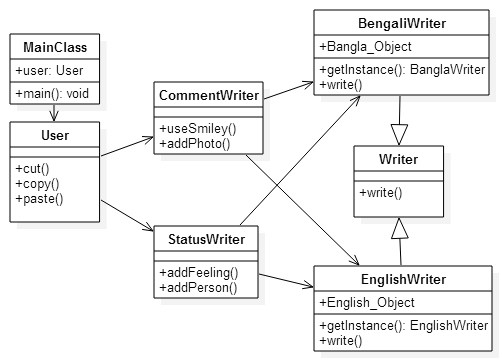 MainClass
+user: User
+main(): void
User
+cut()
+copy()
+paste()
CommentWriter
+useSmiley()
+addPhoto()
StatusWriter
+addFeeling()
+addPerson()
BengaliWriter
+Bangla_Object
+getInstance(): BanglaWriter
+write()
Writer
+write()
EnglishWriter
+English_Object
+getInstance(): EnglishWriter
+write()